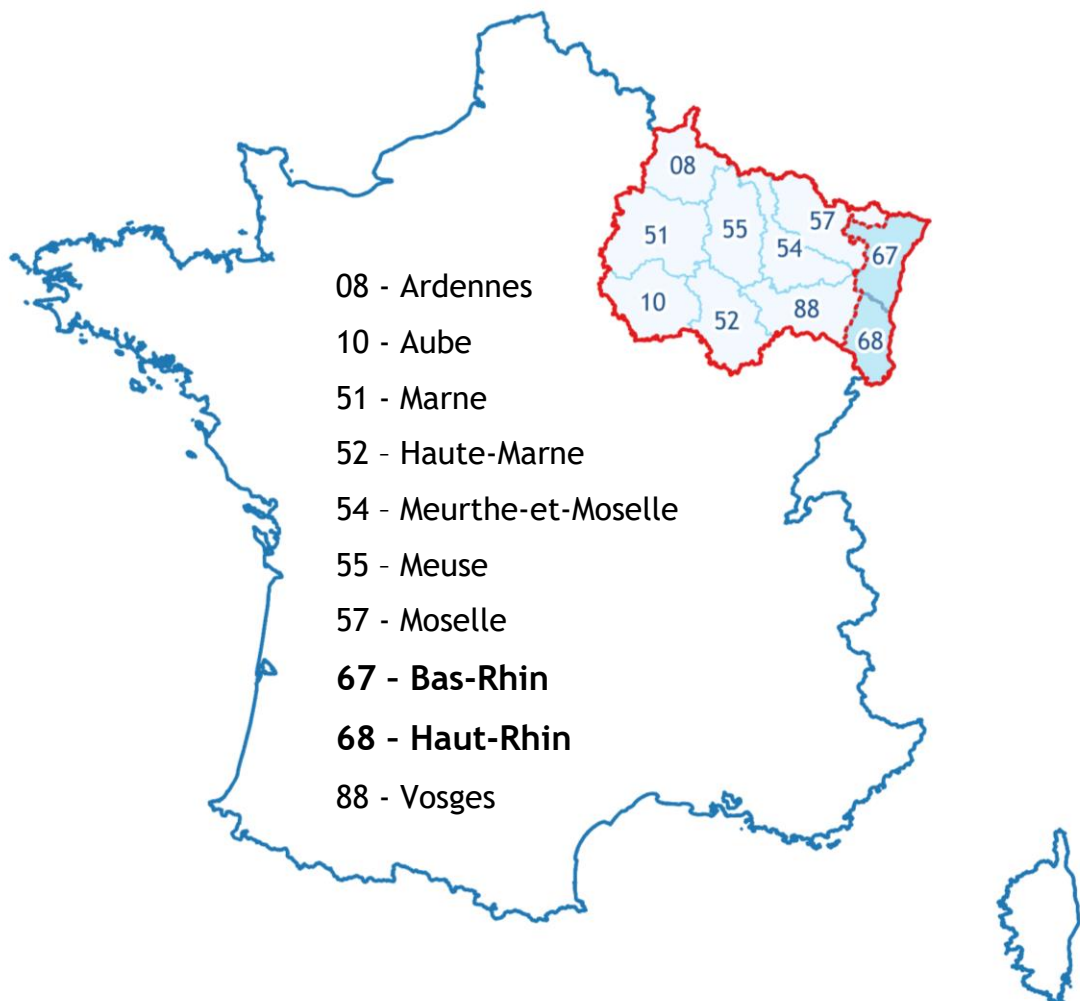 08
57
55
51
54
67
10
88
52
68
08 - Ardennes
10 - Aube
51 - Marne
52 – Haute-Marne
54 – Meurthe-et-Moselle
55 – Meuse
57 - Moselle
67 – Bas-Rhin
68 – Haut-Rhin
88 - Vosges